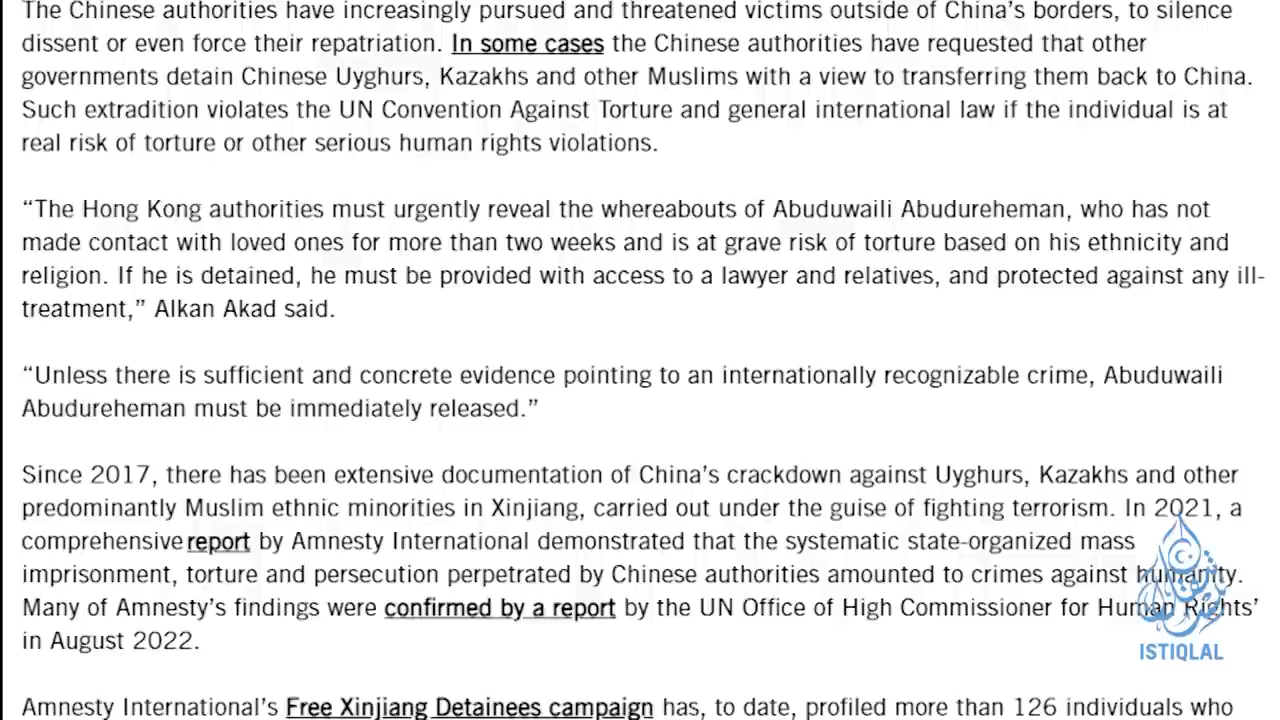 The Chinese authorities have increasingly pursued and threatened victims outside of China's borders, to silence
dissent or even force their repatriation. In some cases the Chinese authorities have requested that other
governments detain Chinese Uyghurs, Kazakhs and other Muslims with a view to transferring them back to China.
Such extradition violates the UN Convention Against Torture and general international law if the individual is at
real risk of torture or other serious human rights violations.
“The Hong Kong authorities must urgently reveal the whereabouts of Abuduwaili Abudureheman, who has not
made contact with loved ones for more than two weeks and is at grave risk of torture based on his ethnicity and
religion. If he is detained, he must be provided with access to a lawyer and relatives, and protected against any ill-
treatment,” Alkan Akad said.
“Unless there is sufficient and concrete evidence pointing to an internationally recognizable crime, Abuduwaili
Abudureheman must be immediately released.”
Since 2017, there has been extensive documentation of China's crackdown against Uyghurs, Kazakhs and other
predominantly Muslim ethnic minorities in Xinjiang, carried out under the guise of fighting terrorism. In 2021, a
comprehensive report by Amnesty International demonstrated that the systematic state-organized mass
imprisonment, torture and persecution perpetrated by Chinese authorities amounted to crimes against humanity.
Many of Amnesty's findings were confirmed by a report by the UN Office of High Commissioner for Human Rights’
in August 2022.
ISTIQLAL
Amnesty International's Free Xinjiang Detainees campaign has, to date, profiled more than 126 individuals who